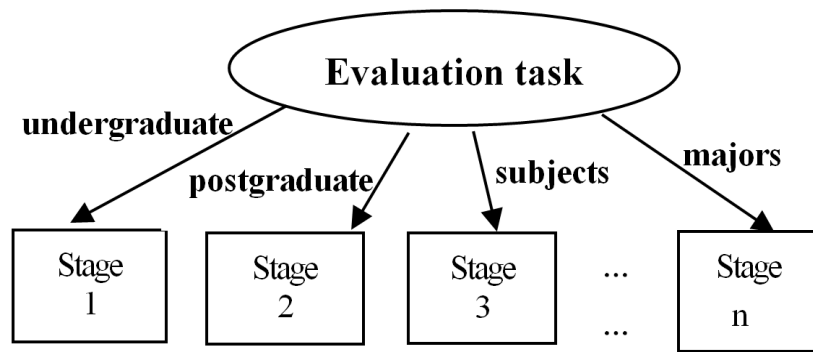 Evaluation task
undergraduate
postgraduate
subjects
majors
Stage
1
Stage
2
Stage
3
...
...
Stage
n